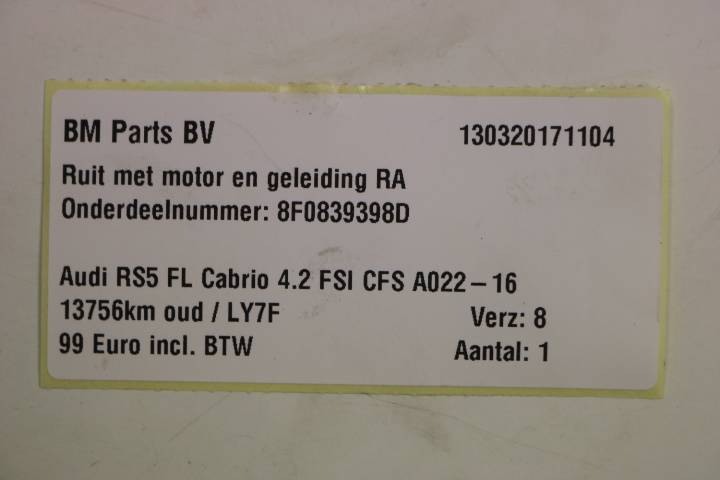 BM Parts BV 130320171104
Ruit met motor en geleiding RA
Onderdeelnummer: 8F0839398D
Audi RS5 FL Cabrio 4.2 FSI CFS A022-16
13756km oud / LY7F Verz: 8
99 Euro incl. BTW Aantal: 1